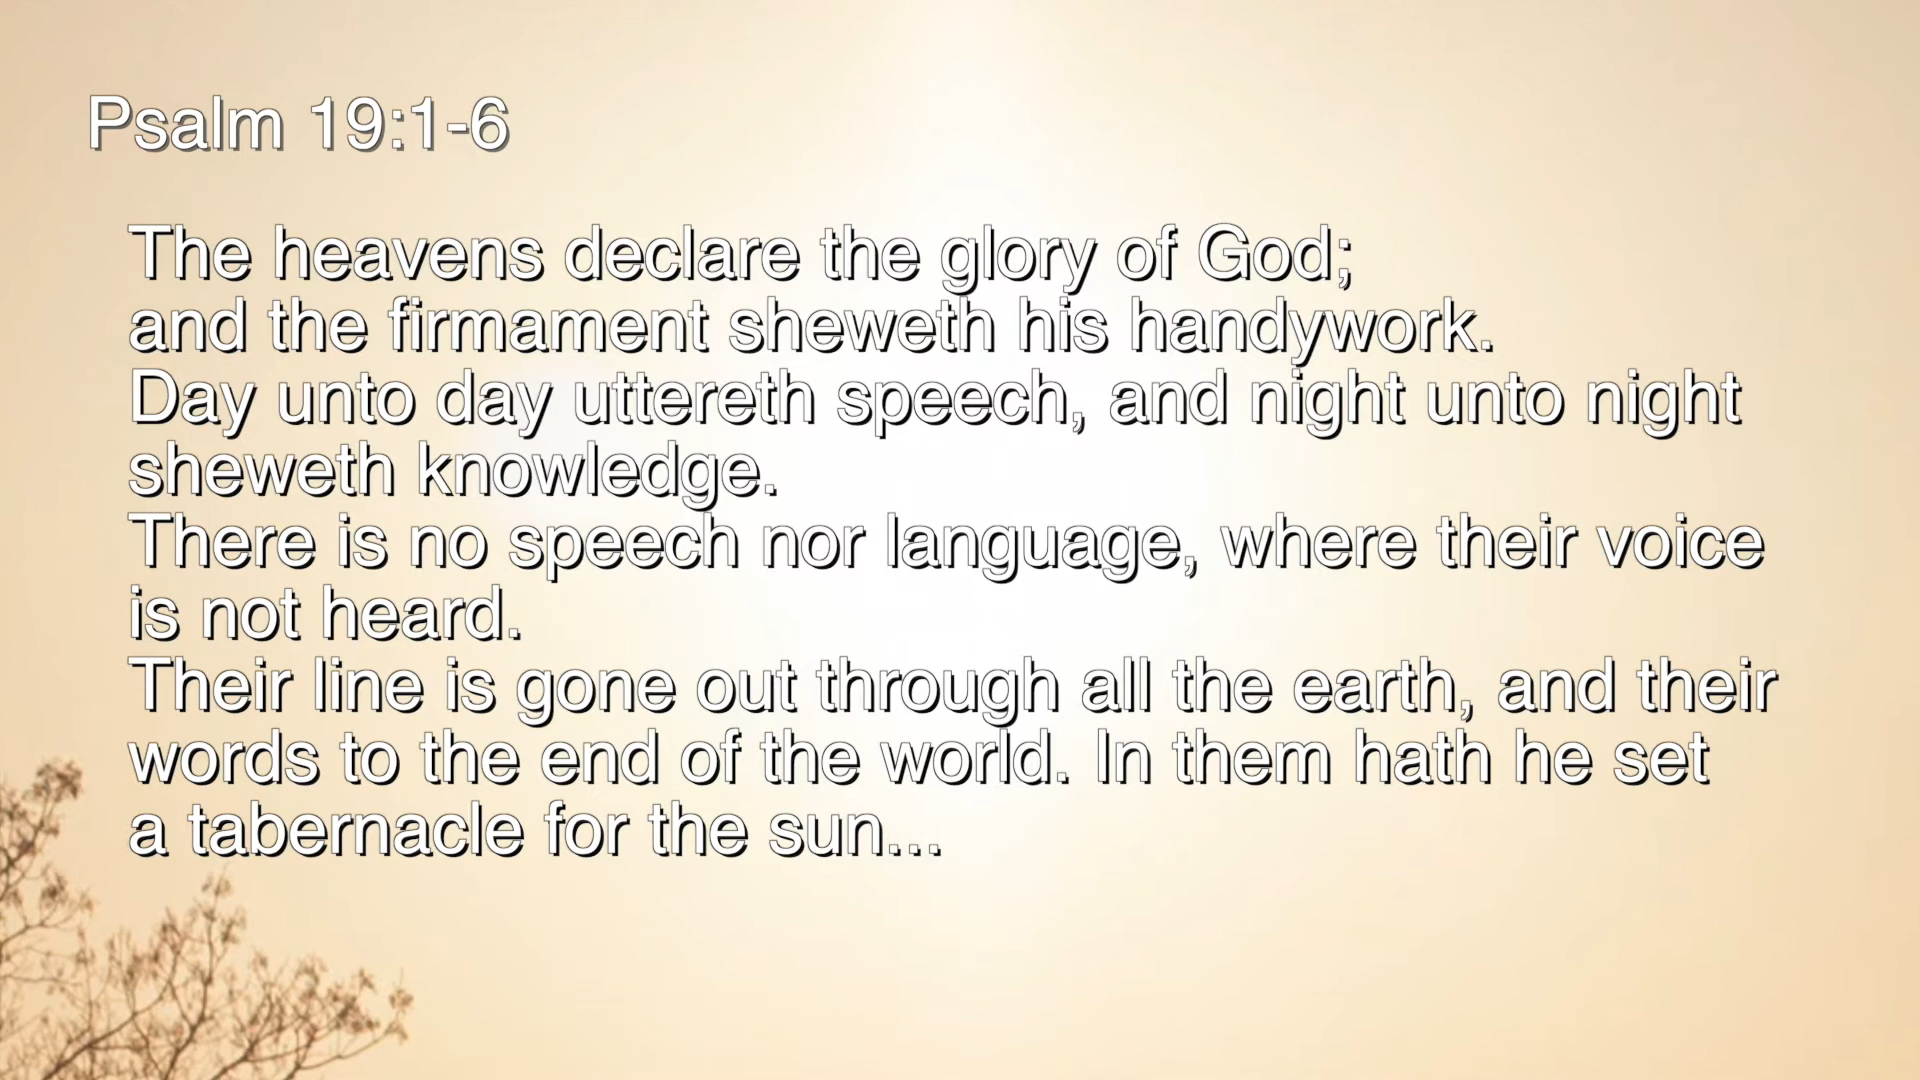 Psalm 19:1-6
The heavens declare the glory of God;
and the firmament sheweth his handywork.
Day unto day uttereth speech, and night unto night
sheweth knowledge.
There is no speech nor language, where their voice
is not heard.
Their line is gone out through all the earth, and their
words to the end of the world. In them hath he set
a tabernacle for the sun...